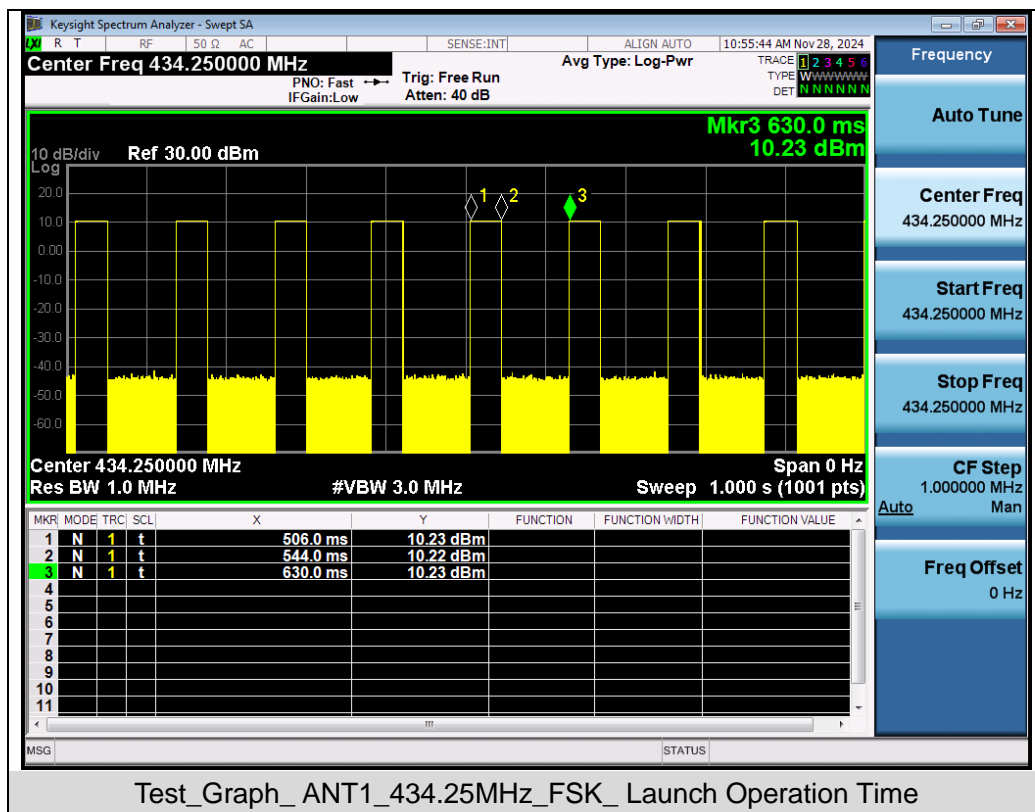 Keysight Spectrum Analyzer - Swept SA
LXI R T RF 50 Ω AC SENSE:INT ALIGN AUTO 10:55:44 AM Nov 28, 2024
Center Freq 434.250000 MHz
PNO: Fast
IFGain:Low
Trig: Free Run
Atten: 40 dB
Avg Type: Log-Pwr
TRACE 1 2 3 4 5 6
TYPE WWWWWW
DET N N N N N N
Mkr3 630.0 ms
10.23 dBm
10 dB/div Ref 30.00 dBm
Log
20.0
10.0
0.00
-10.0
-20.0
-30.0
-40.0
-50.0
-60.0
1 2 3
Center 434.250000 MHz Span 0 Hz
Res BW 1.0 MHz #VBW 3.0 MHz Sweep 1.000 s (1001 pts)
MKR MODE TRC SCL X Y FUNCTION FUNCTION WIDTH FUNCTION VALUE
1 N 1 t 506.0 ms 10.23 dBm
2 N 1 t 544.0 ms 10.22 dBm
3 N 1 t 630.0 ms 10.23 dBm
4
5
6
7
8
9
10
11
MSG STATUS
Frequency
Auto Tune
Center Freq
434.250000 MHz
Start Freq
434.250000 MHz
Stop Freq
434.250000 MHz
CF Step
1.000000 MHz
Auto Man
Freq Offset
0 Hz
Test_Graph_ ANT1_434.25MHz_FSK_ Launch Operation Time